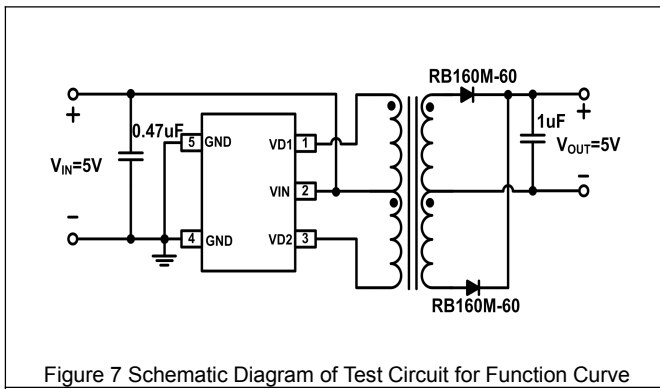 RB160M-60
+
0.47uF
5 GND VD1 1
1uF
+
VIN=5V
VIN 2
VOUT=5V
-
-
4 GND VD2 3
RB160M-60
Figure 7 Schematic Diagram of Test Circuit for Function Curve